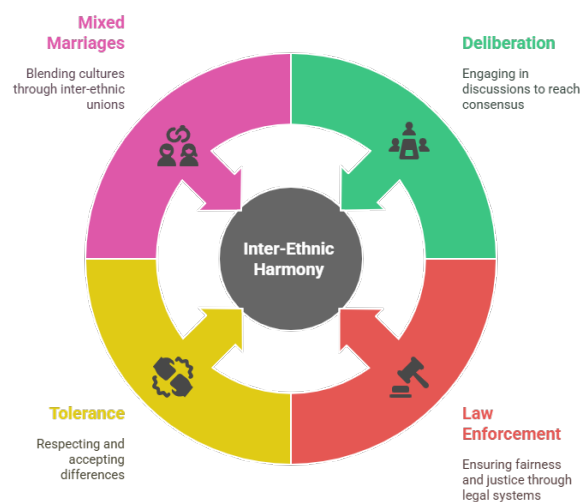 Mixed
Marriages
Blending cultures
through inter-ethnic
unions
Deliberation
Engaging in
discussions to reach
consensus
Inter-Ethnic
Harmony
Tolerance
Respecting and
accepting
differences
Law
Enforcement
Ensuring fairness
and justice through
legal systems